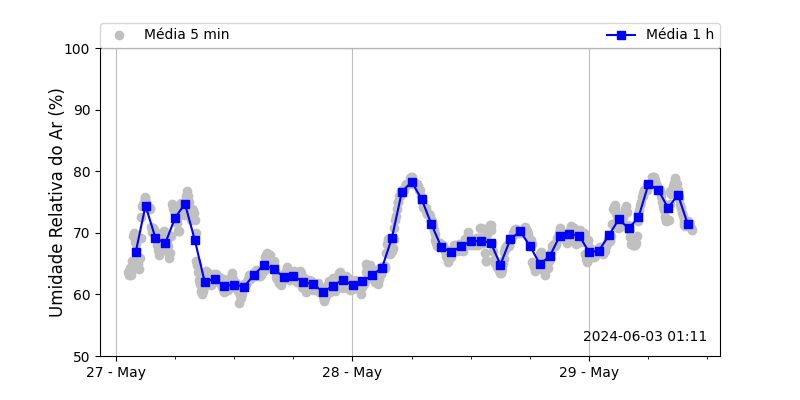 Média 5 min
Média 1 h
Umidade Relativa do Ar (%)
100
90
80
70
60
50
2024-06-03 01:11
27 - May
28 - May
29 - May